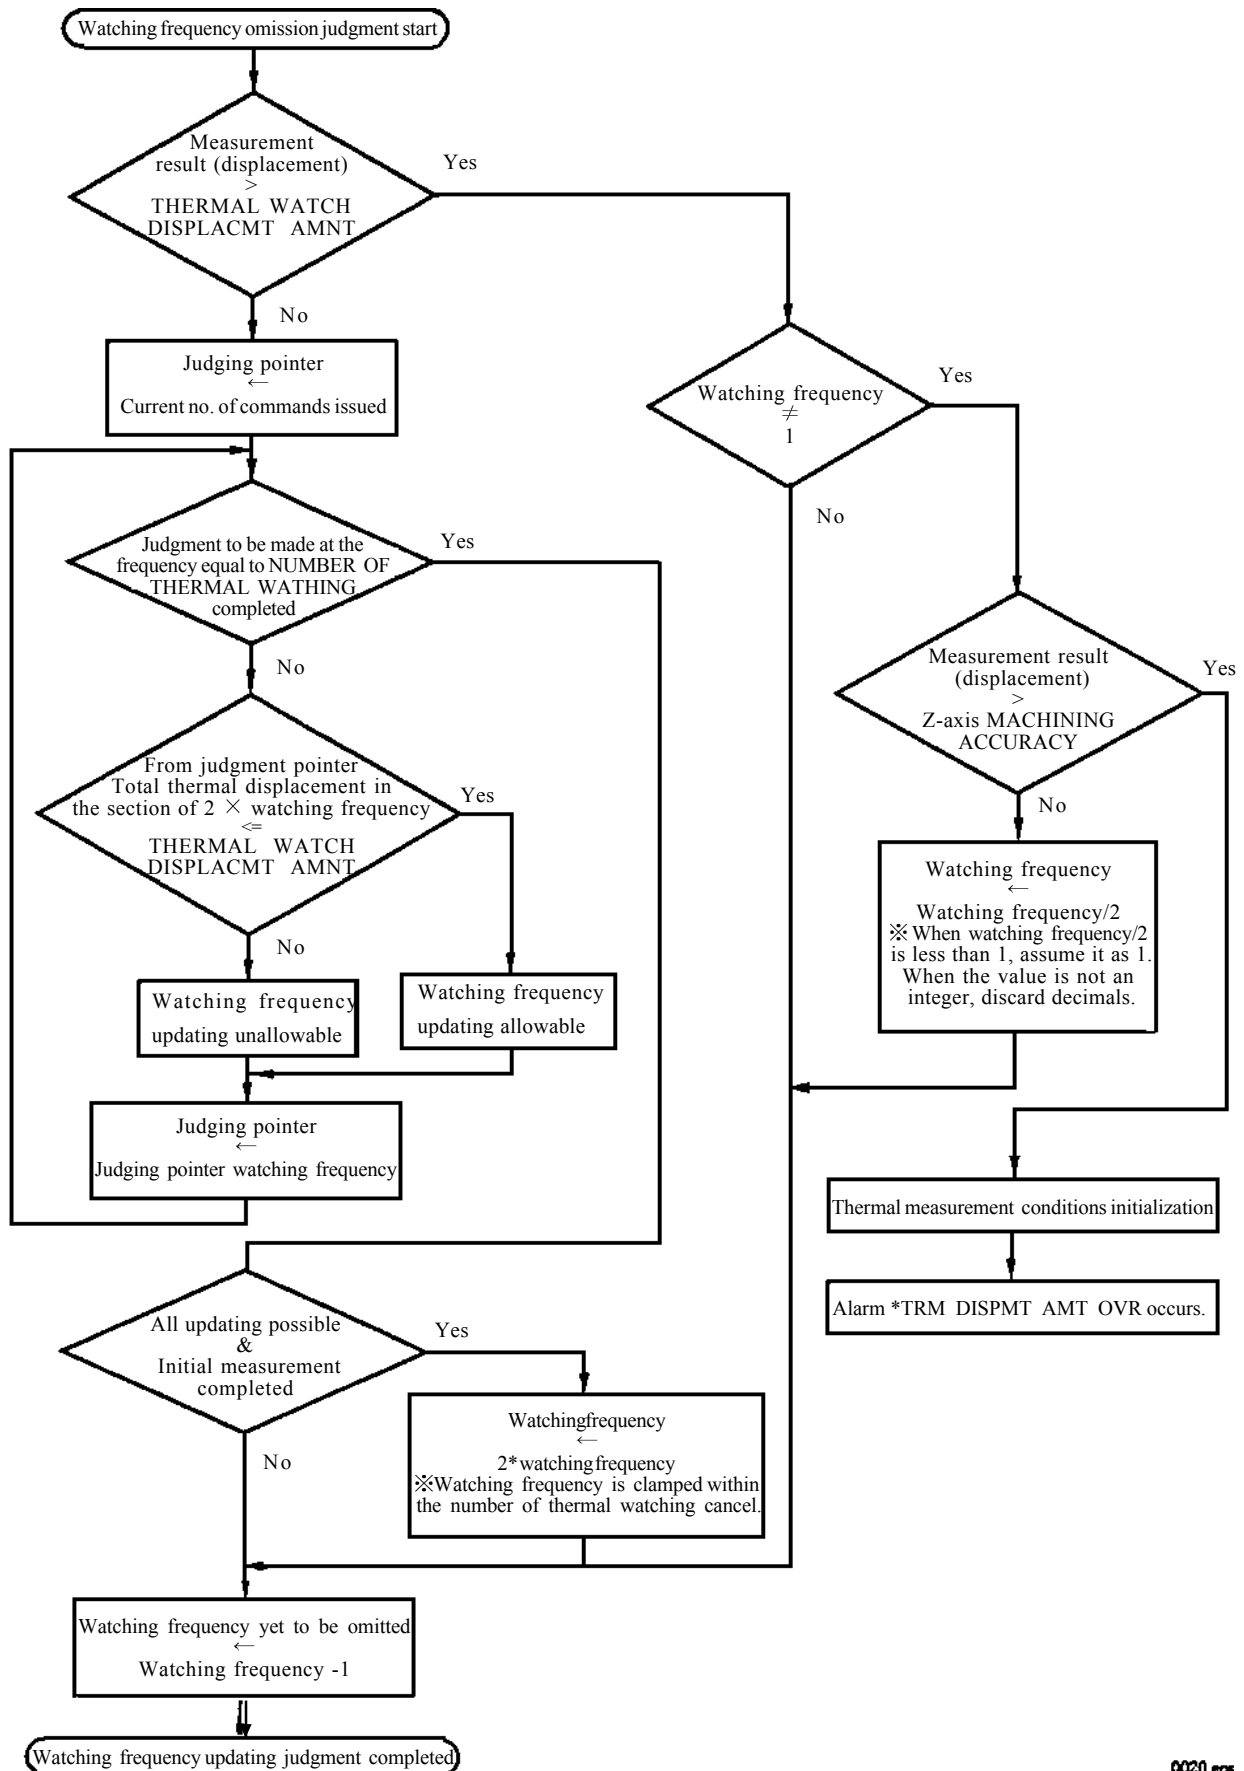 Watching frequency omission judgment start
Measurement
result (displacement)
>
THERMAL WATCH
DISPLACMT AMNT
Yes
No
Judging pointer
←
Current no. of commands issued
Watching frequency
≠
1
Yes
No
Judgment to be made at the
frequency equal to NUMBER OF
THERMAL WATHING
completed
Yes
No
Measurement result
(displacement)
>
Z-axis MACHINING
ACCURACY
Yes
No
From judgment pointer
Total thermal displacement in
the section of 2 × watching frequency
<=
THERMAL WATCH
DISPLACMT AMNT
Yes
No
Watching frequency
←
Watching frequency/2
※When watching frequency/2
is less than 1, assume it as 1.
When the value is not an
integer, discard decimals.
Watching frequency
updating unallowable
Watching frequency
updating allowable
Judging pointer
←
Judging pointer watching frequency
Thermal measurement conditions initialization
Alarm *TRM DISPMT AMT OVR occurs.
All updating possible
&
Initial measurement
completed
Yes
No
Watchingfrequency
←
2*watchingfrequency
※Watching frequency is clamped within
the number of thermal watching cancel.
Watching frequency yet to be omitted
←
Watching frequency -1
Watching frequency updating judgment completed